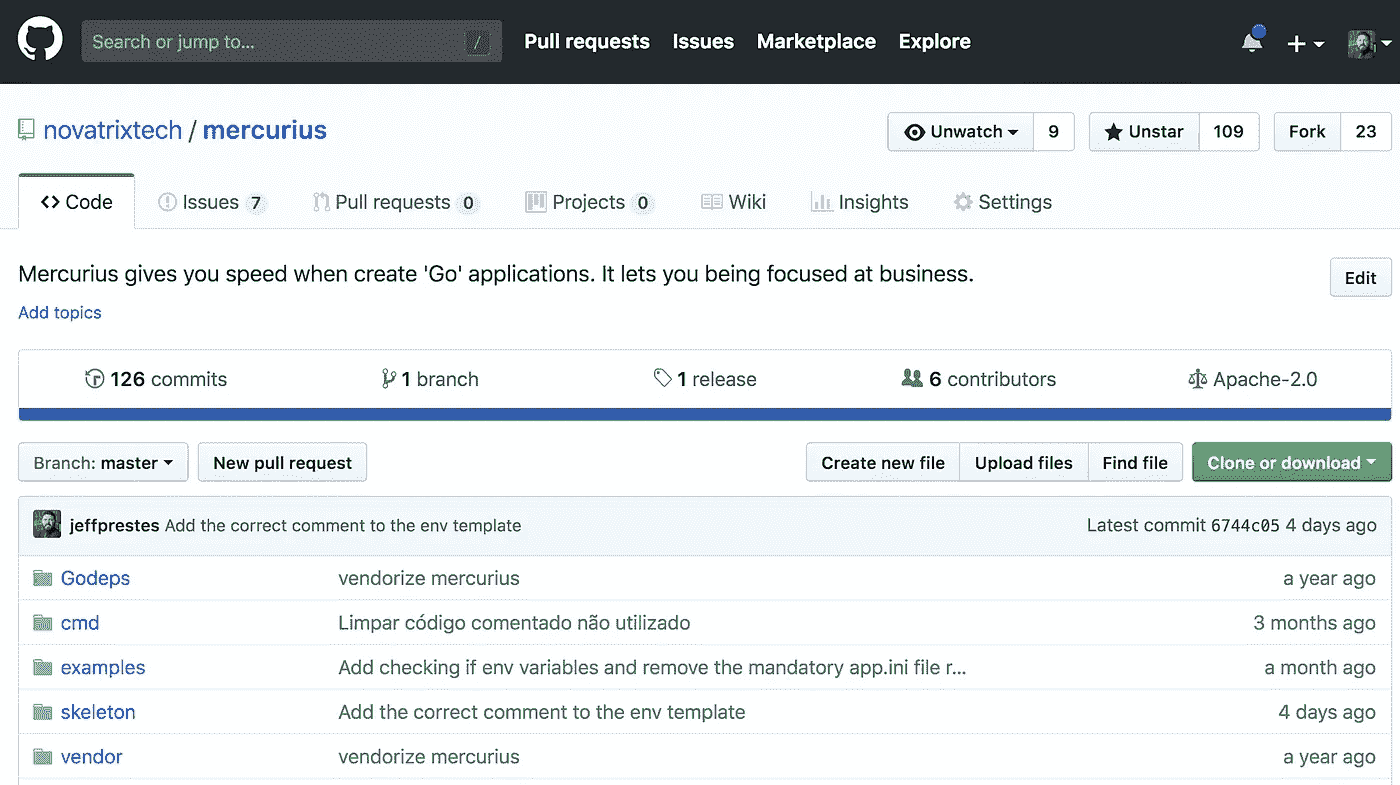 Search or jump to... / Pull requests Issues Marketplace Explore
novatrixtech / mercurius Unwatch 9 Unstar 109 Fork 23
Code Issues 7 Pull requests 0 Projects 0 Wiki Insights Settings
Mercurius gives you speed when create 'Go' applications. It lets you being focused at business. Edit
Add topics
126 commits 1 branch 1 release 6 contributors Apache-2.0
Branch: master New pull request Create new file Upload files Find file Clone or download
jeffprestes Add the correct comment to the env template Latest commit 6744c05 4 days ago
Godeps vendorize mercurius a year ago
cmd Limpar código comentado não utilizado 3 months ago
examples Add checking if env variables and remove the mandatory app.ini file r... a month ago
skeleton Add the correct comment to the env template 4 days ago
vendor vendorize mercurius a year ago